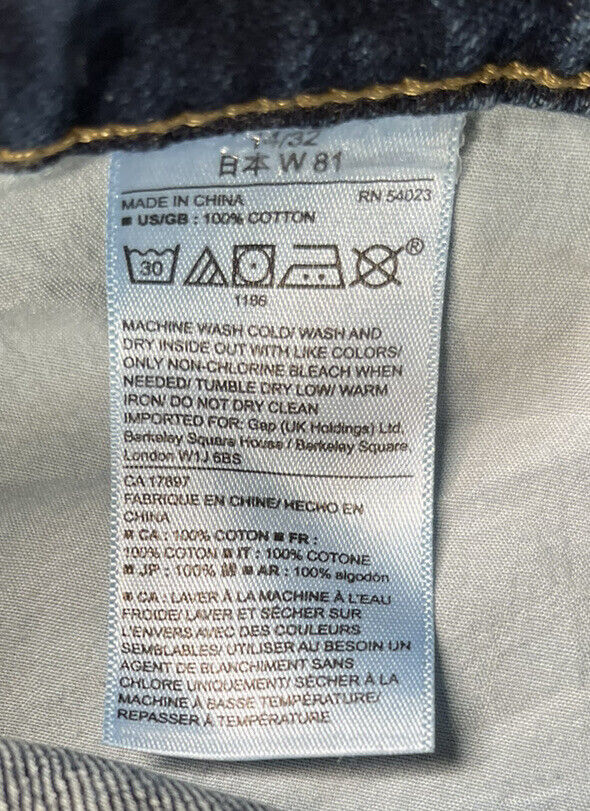 日本 W 81
MADE IN CHINA RN 54023
■ US/GB : 100% COTTON
30
®
1186
MACHINE WASH COLD/ WASH AND
DRY INSIDE OUT WITH LIKE COLORS/
ONLY NON-CHLORINE BLEACH WHEN
NEEDED/ TUMBLE DRY LOW/ WARM
IRON/ DO NOT DRY CLEAN
IMPORTED FOR: Gap (UK Holdings) Ltd,
Berkeley Square House / Berkeley Square,
London W1J 6BS
CA 17897
FABRIQUE EN CHINE/ HECHO EN
CHINA
■ CA : 100% COTON ■ FR :
100% COTON ■ IT : 100% COTONE
■ JP : 100% 綿 ■ AR : 100% algodón
■ CA : LAVER À LA MACHINE À L'EAU
FROIDE/ LAVER ET SÉCHER SUR
L'ENVERS AVEC DES COULEURS
SEMBLABLES/ UTILISER AU BESOIN UN
AGENT DE BLANCHIMENT SANS
CHLORE UNIQUEMENT/ SÉCHER À LA
MACHINE À BASSE TEMPÉRATURE/
REPASSER À TEMPÉRATURE